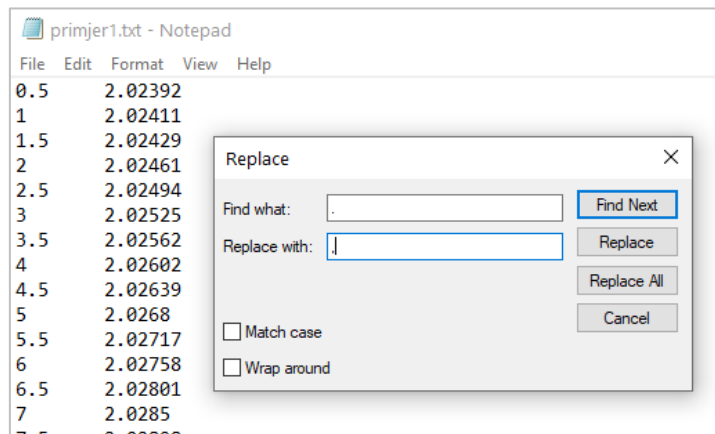 primjer1.txt - Notepad
File Edit Format View Help
0.5 2.02392
1 2.02411
1.5 2.02429
2 2.02461
2.5 2.02494
3 2.02525
3.5 2.02562
4 2.02602
4.5 2.02639
5 2.0268
5.5 2.02717
6 2.02758
6.5 2.02801
7 2.0285
Replace
Find what: .
Replace with: ,
Match case
Wrap around
Find Next
Replace
Replace All
Cancel